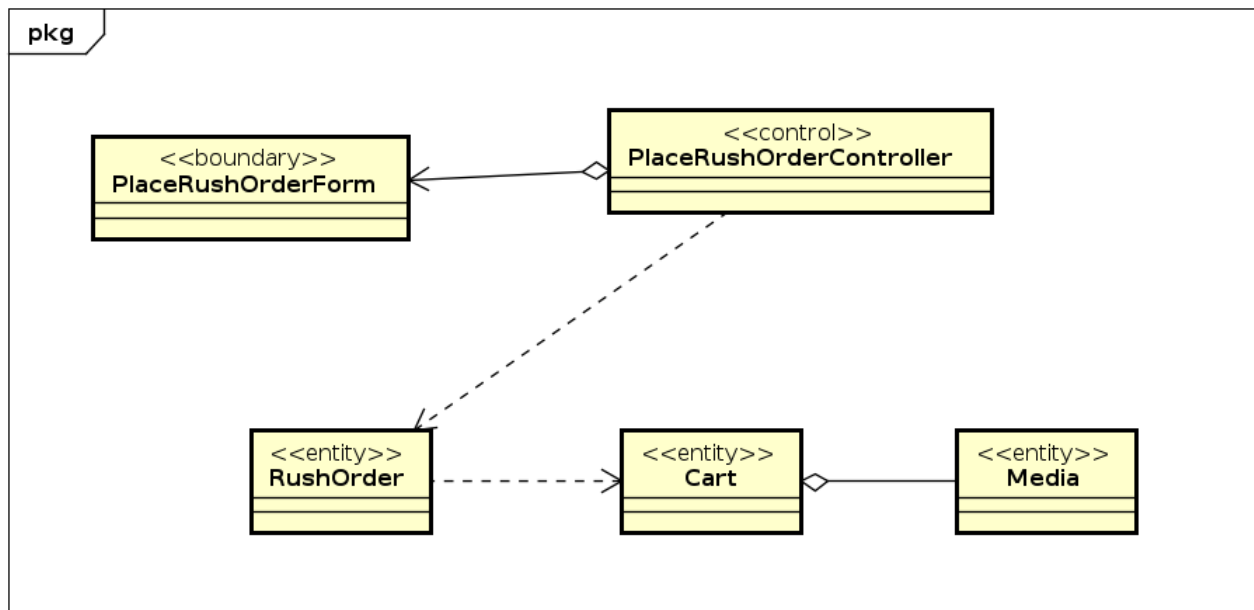 pkg
<<boundary>>
PlaceRushOrderForm
<<control>>
PlaceRushOrderController
<<entity>>
RushOrder
<<entity>>
Cart
<<entity>>
Media